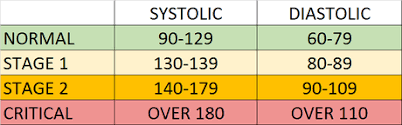 SYSTOLIC DIASTOLIC
NORMAL 90-129 60-79
STAGE 1 130-139 80-89
STAGE 2 140-179 90-109
CRITICAL OVER 180 OVER 110